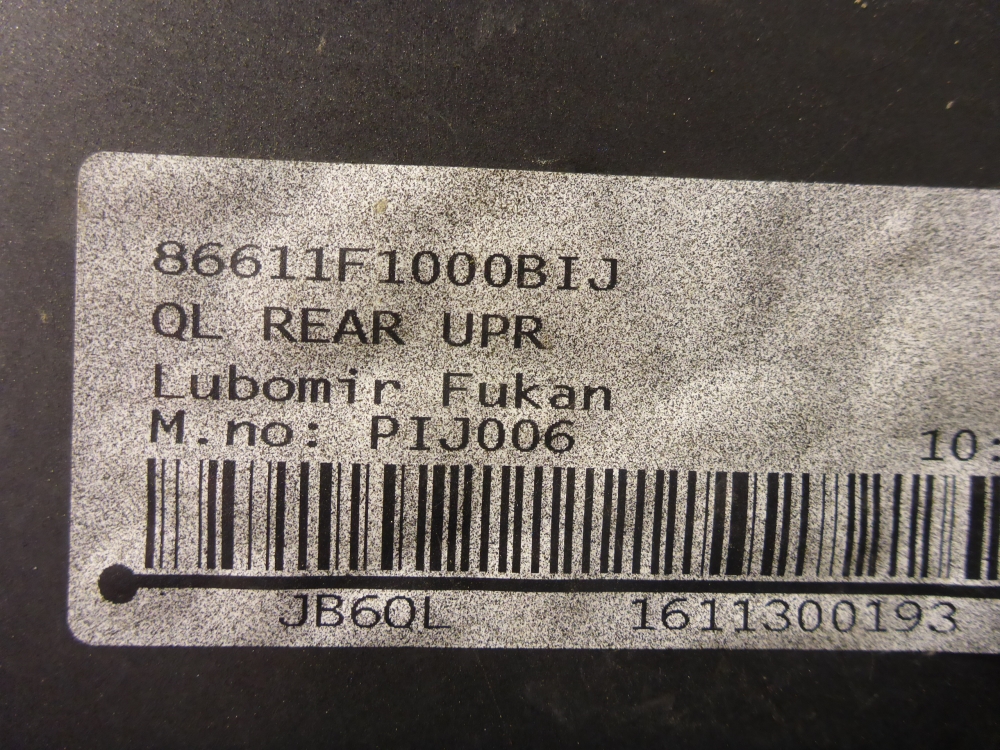 86611F1000BIJ
QL REAR UPR
Lubomir Fukan
M.no: PIJ006
10:
JB6QL
1611300193